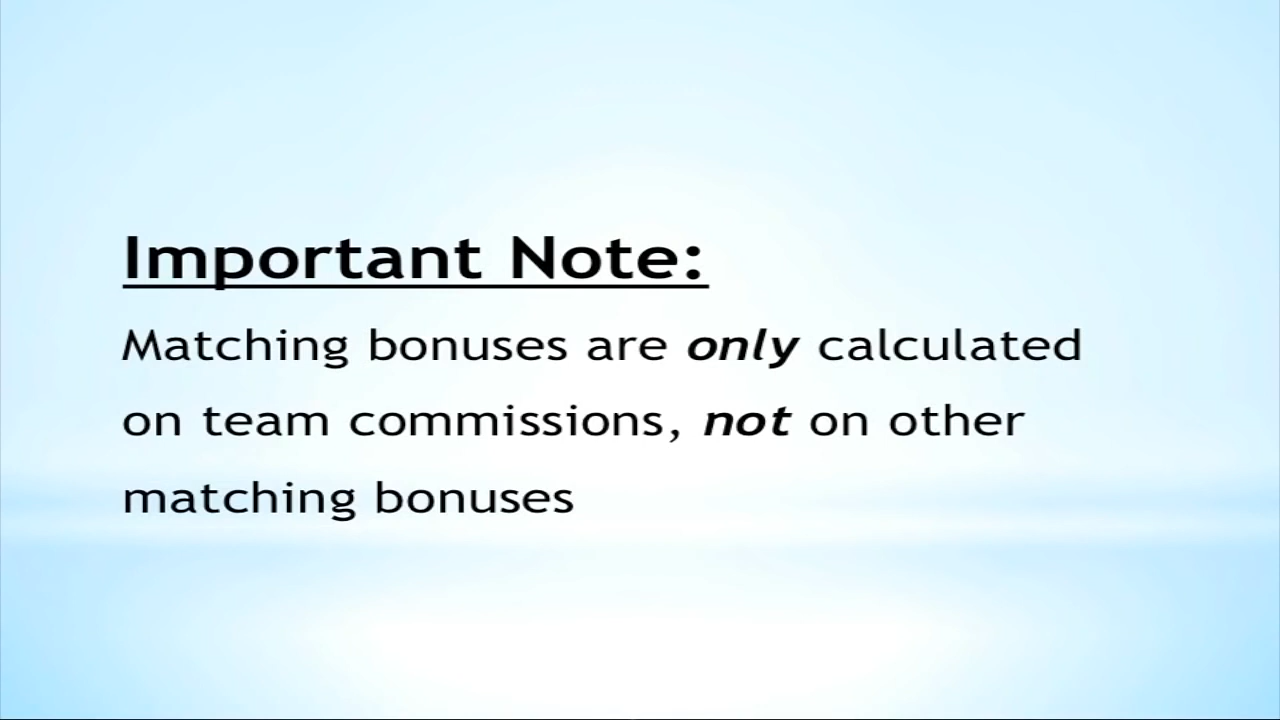 Important Note:
Matching bonuses are only calculated
on team commissions, not on other
matching bonuses